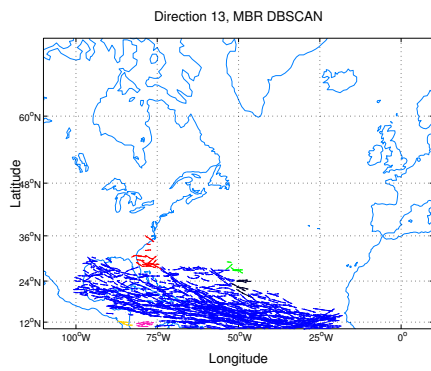 Direction 13, MBR DBSCAN
Latitude
60°N
48°N
36°N
24°N
12°N
100°W
75°W
50°W
25°W
0°
Longitude